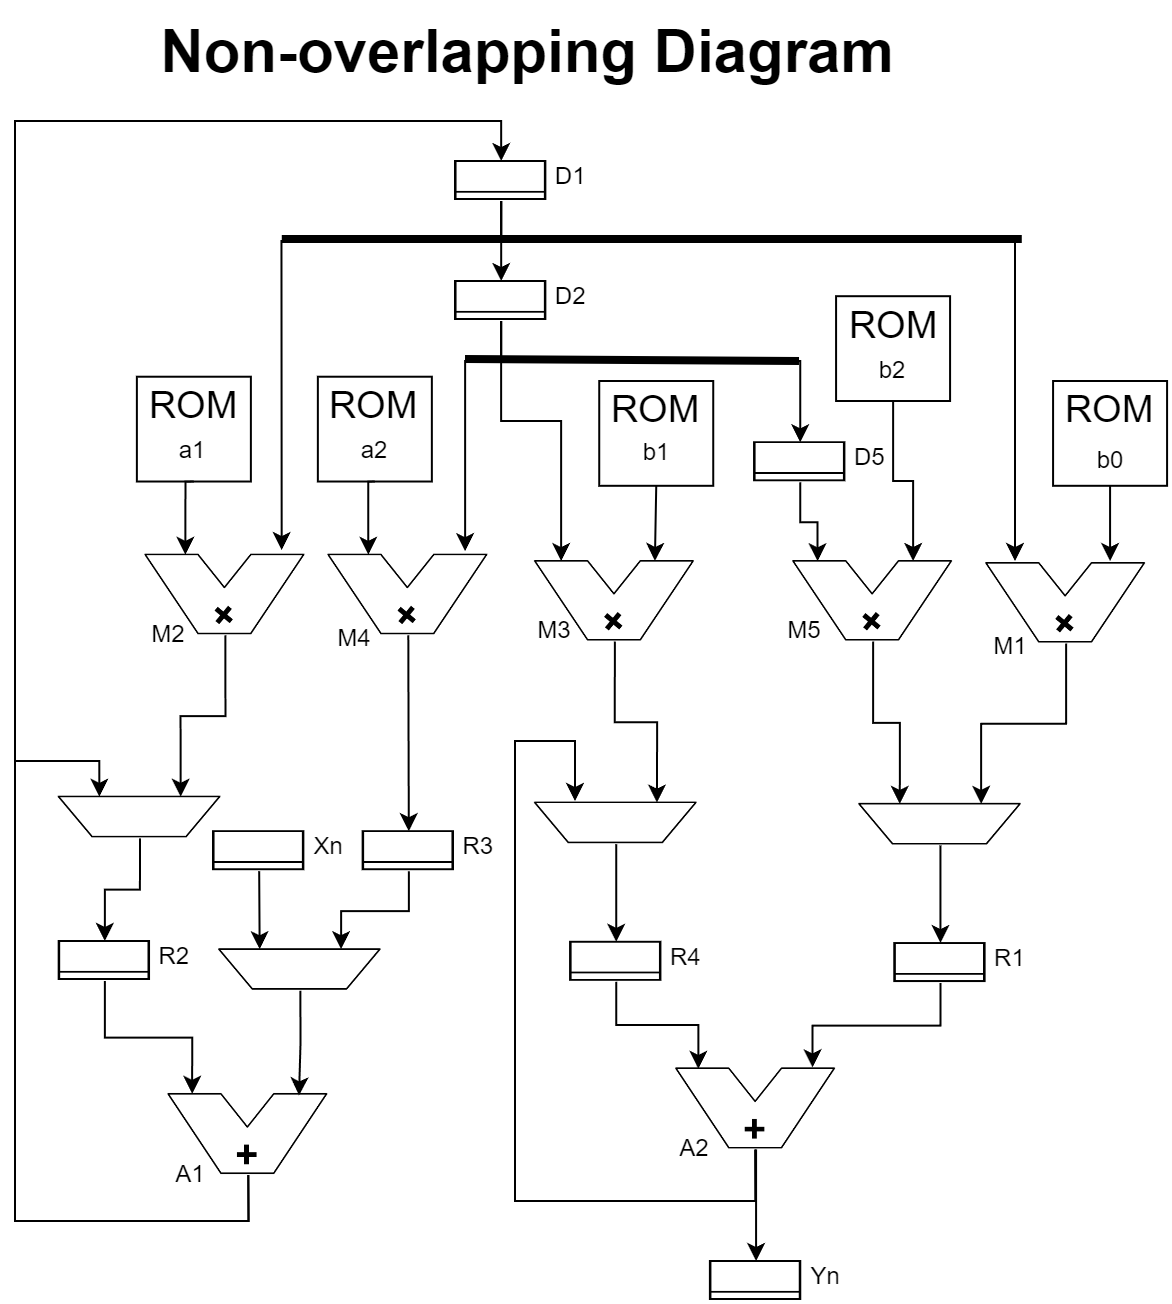 Non-overlapping Diagram
D1
D2
ROM
b2
ROM
a1
ROM
a2
ROM
b1
ROM
b0
D5
×
M2
×
M4
×
M3
×
M5
×
M1
Xn
R3
R2
R4
R1
+
A1
+
A2
Yn